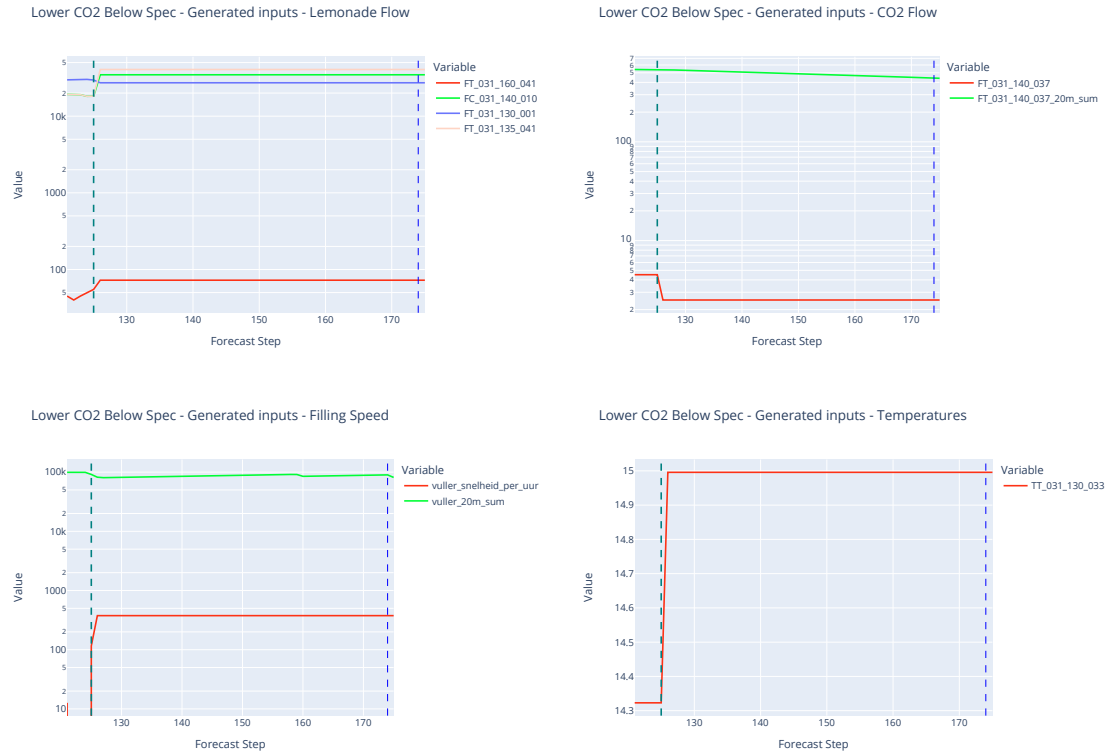 Lower CO2 Below Spec - Generated inputs - Lemonade Flow
Value
5
2
10k
5
2
1000
5
2
100
5
130
140
150
160
170
Forecast Step
Variable
FT_031_160_041
FC_031_140_010
FT_031_130_001
FT_031_135_041
Lower CO2 Below Spec - Generated inputs - CO2 Flow
Value
7
6
5
4
3
2
100
9
8
7
6
5
4
3
2
10
9
8
7
6
5
4
3
2
130
140
150
160
170
Forecast Step
Variable
FT_031_140_037
FT_031_140_037_20m_sum
Lower CO2 Below Spec - Generated inputs - Filling Speed
Value
100k
5
2
10k
5
2
1000
5
2
100
5
2
10
130
140
150
160
170
Forecast Step
Variable
vuller_snelheid_per_uur
vuller_20m_sum
Lower CO2 Below Spec - Generated inputs - Temperatures
Value
15
14.9
14.8
14.7
14.6
14.5
14.4
14.3
130
140
150
160
170
Forecast Step
Variable
TT_031_130_033